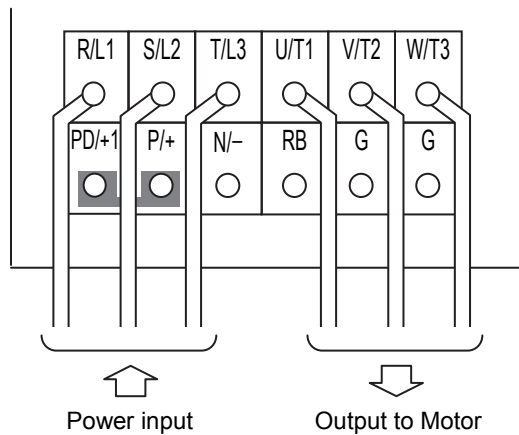 R/L1 S/L2 T/L3 U/T1 V/T2 W/T3
PD/+1 P/+ N/− RB G G
Power input Output to Motor